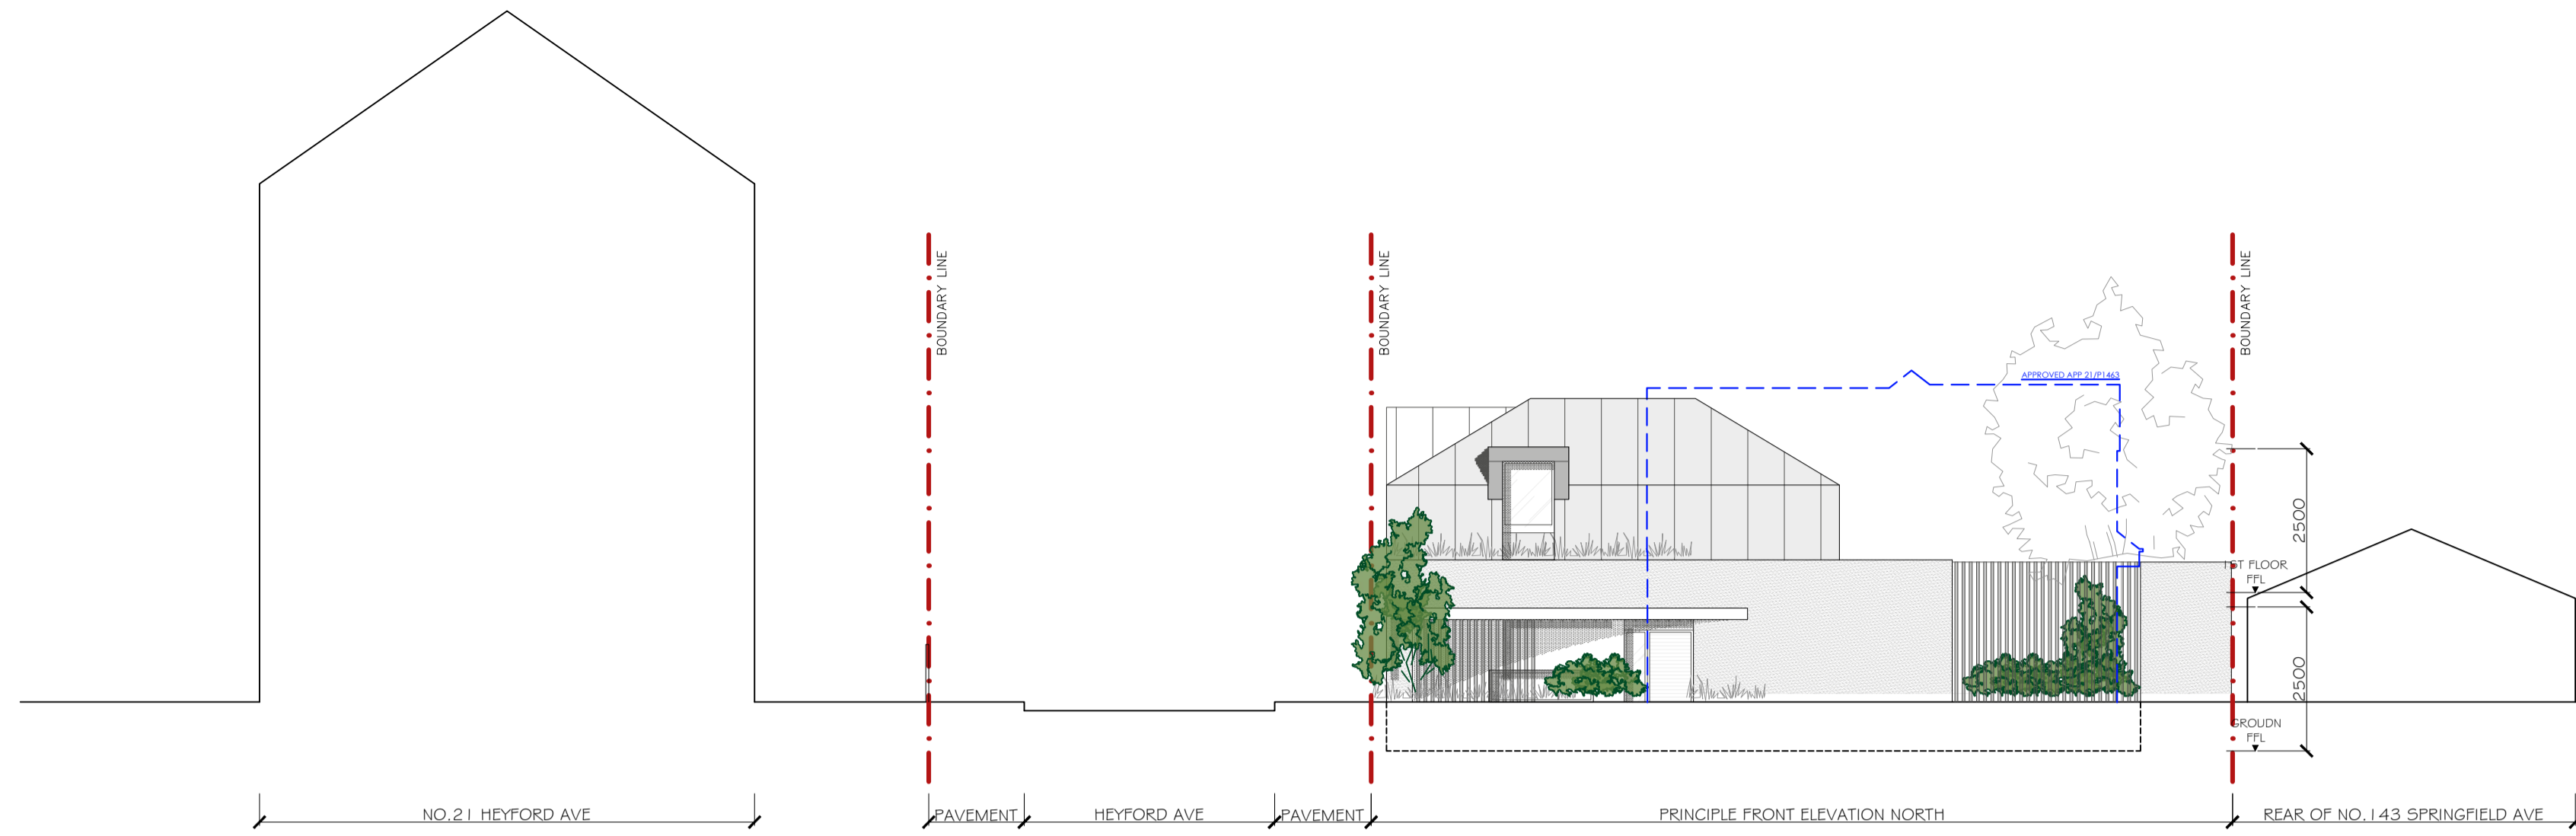 BOUNDARY LINE
BOUNDARY LINE
BOUNDARY LINE
APPROVED APP 21/P1463
2500
1ST FLOOR
FFL
2500
GROUDN
FFL
NO.21 HEYFORD AVE
PAVEMENT
HEYFORD AVE
PAVEMENT
PRINCIPLE FRONT ELEVATION NORTH
REAR OF NO.143 SPRINGFIELD AVE